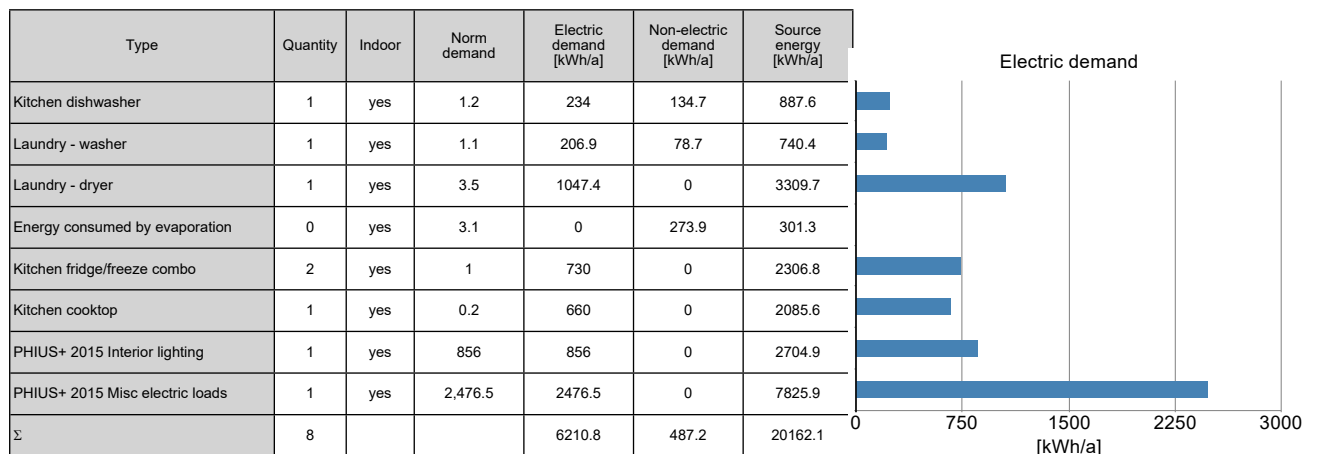 Type Quantity Indoor Norm demand Electric demand [kWh/a] Non-electric demand [kWh/a] Source energy [kWh/a]
Kitchen dishwasher 1 yes 1.2 234 134.7 887.6
Laundry - washer 1 yes 1.1 206.9 78.7 740.4
Laundry - dryer 1 yes 3.5 1047.4 0 3309.7
Energy consumed by evaporation 0 yes 3.1 0 273.9 301.3
Kitchen fridge/freeze combo 2 yes 1 730 0 2306.8
Kitchen cooktop 1 yes 0.2 660 0 2085.6
PHIUS+ 2015 Interior lighting 1 yes 856 856 0 2704.9
PHIUS+ 2015 Misc electric loads 1 yes 2,476.5 2476.5 0 7825.9
Σ 8 6210.8 487.2 20162.1
Electric demand
0 750 1500 2250 3000
[kWh/a]